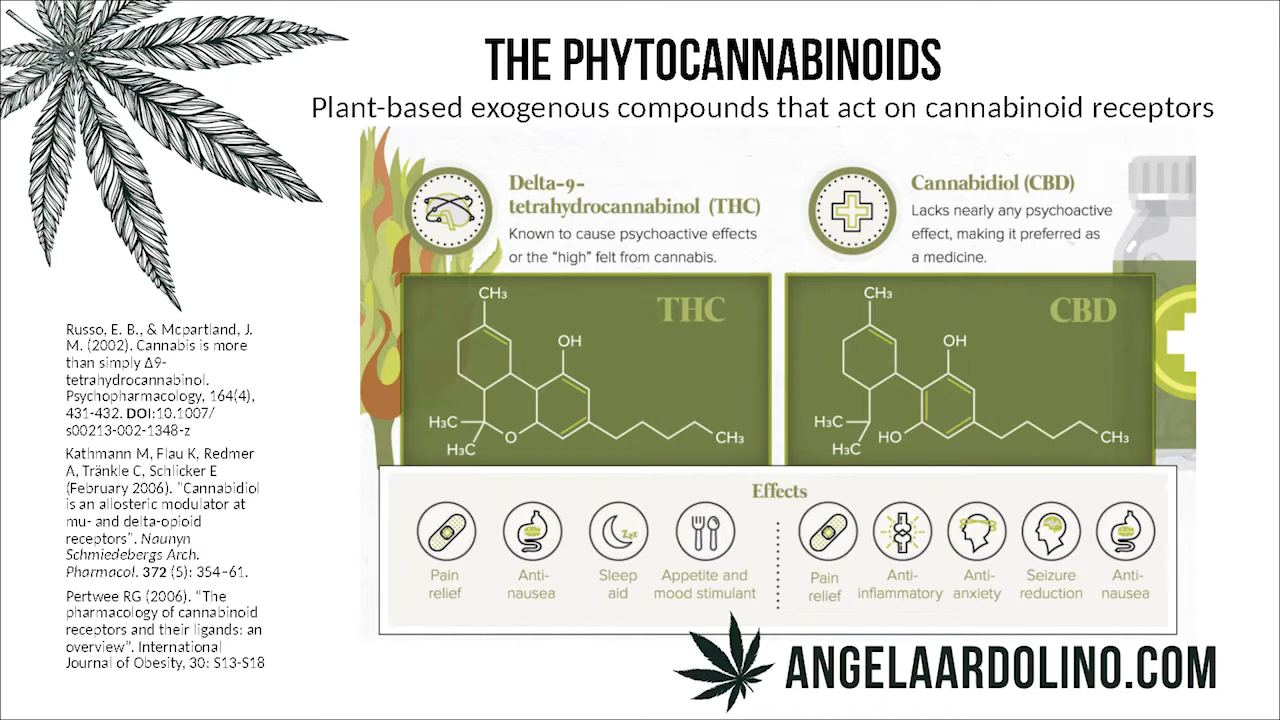 THE PHYTOCANNABINOIDS
Plant-based exogenous compounds that act on cannabinoid receptors
Delta-9-
tetrahydrocannabinol (THC)
Known to cause psychoactive effects
or the “high” felt from cannabis.
Cannabidiol (CBD)
Lacks nearly any psychoactive
effect, making it preferred as
a medicine.
THC
CH₃
OH
H₃C
H₃C
O
CH₃
CBD
CH₃
OH
H₃C
H₃C
HO
CH₃
Effects
Pain
relief
Anti-
nausea
Zzz
Sleep
aid
Appetite and
mood stimulant
Pain
relief
Anti-
inflammatory
Anti-
anxiety
Seizure
reduction
Anti-
nausea
Russo, E. B., & Mcpartland, J.
M. (2002). Cannabis is more
than simply Δ9-
tetrahydrocannabinol.
Psychopharmacology, 164(4),
431-432. DOI:10.1007/
s00213-002-1348-z
Kathmann M, Flau K, Redmer
A, Tränkle C, Schlicker E
(February 2006). "Cannabidiol
is an allosteric modulator at
mu- and delta-opioid
receptors". Naunyn
Schmiedebergs Arch.
Pharmacol. 372 (5): 354–61.
Pertwee RG (2006). “The
pharmacology of cannabinoid
receptors and their ligands: an
overview”. International
Journal of Obesity, 30: S13-S18
ANGELAARDOLINO.COM